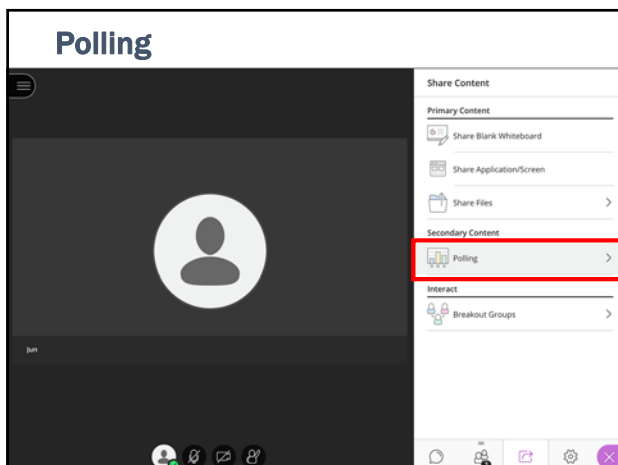 Polling
Share Content
Primary Content
Share Blank Whiteboard
Share Application/Screen
Share Files
Secondary Content
Polling
Interact
Breakout Groups
Jun